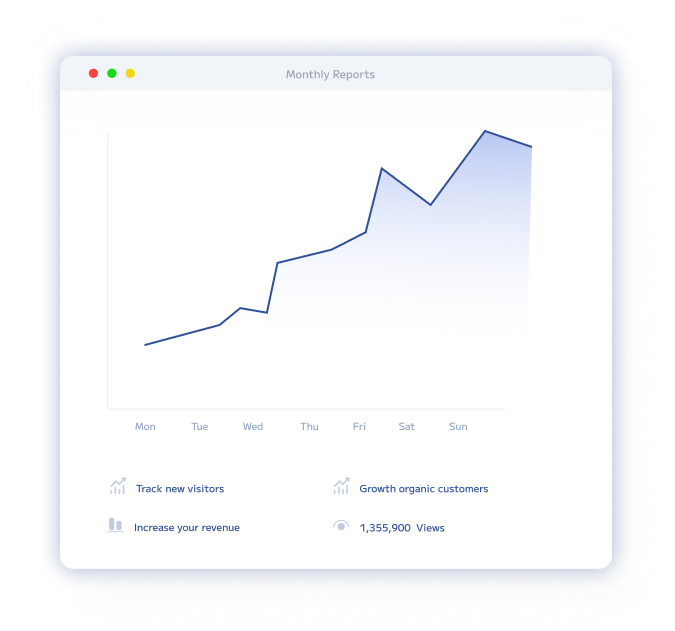 Monthly Reports
Mon Tue Wed Thu Fri Sat Sun
Track new visitors
Growth organic customers
Increase your revenue
1,355,900 Views